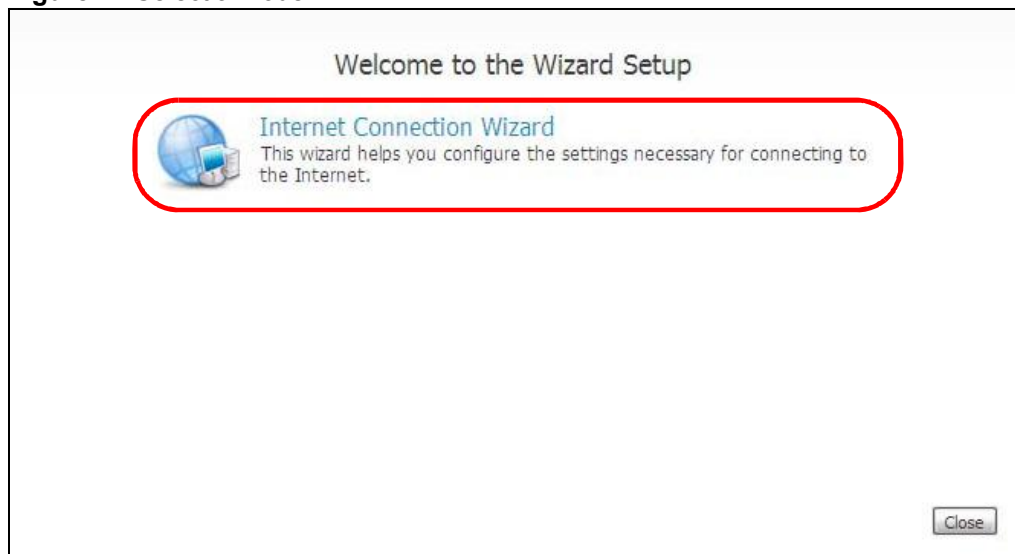 Welcome to the Wizard Setup
Internet Connection Wizard
This wizard helps you configure the settings necessary for connecting to
the Internet.
Close